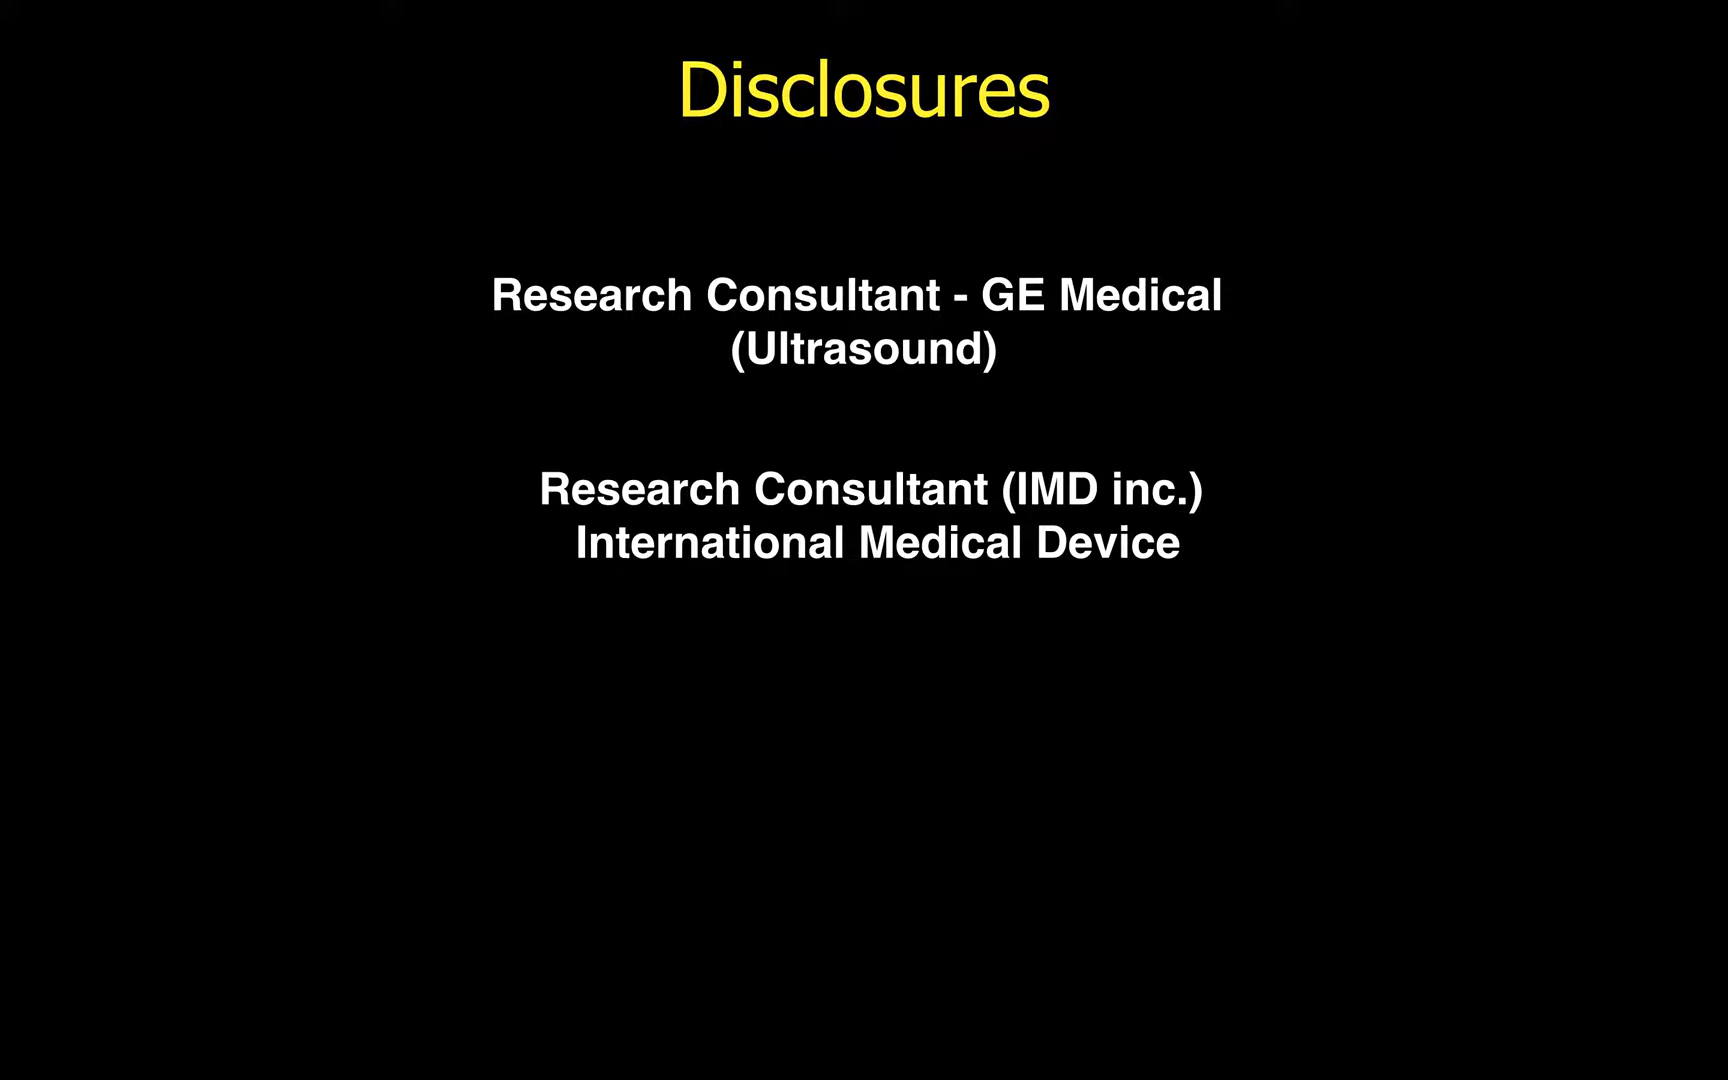 Disclosures
Research Consultant - GE Medical
(Ultrasound)
Research Consultant (IMD inc.)
International Medical Device